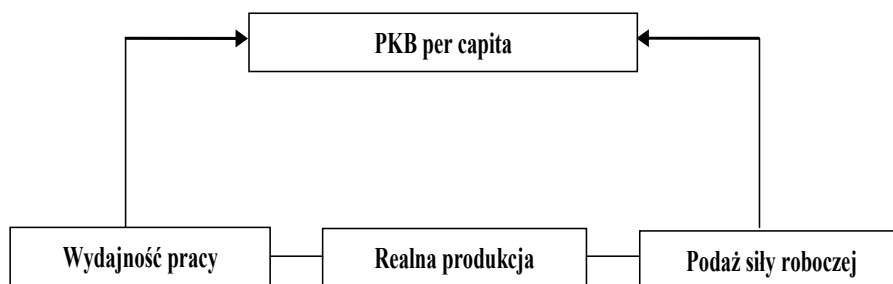 PKB per capita
Wydajność pracy
Realna produkcja
Podaż siły roboczej